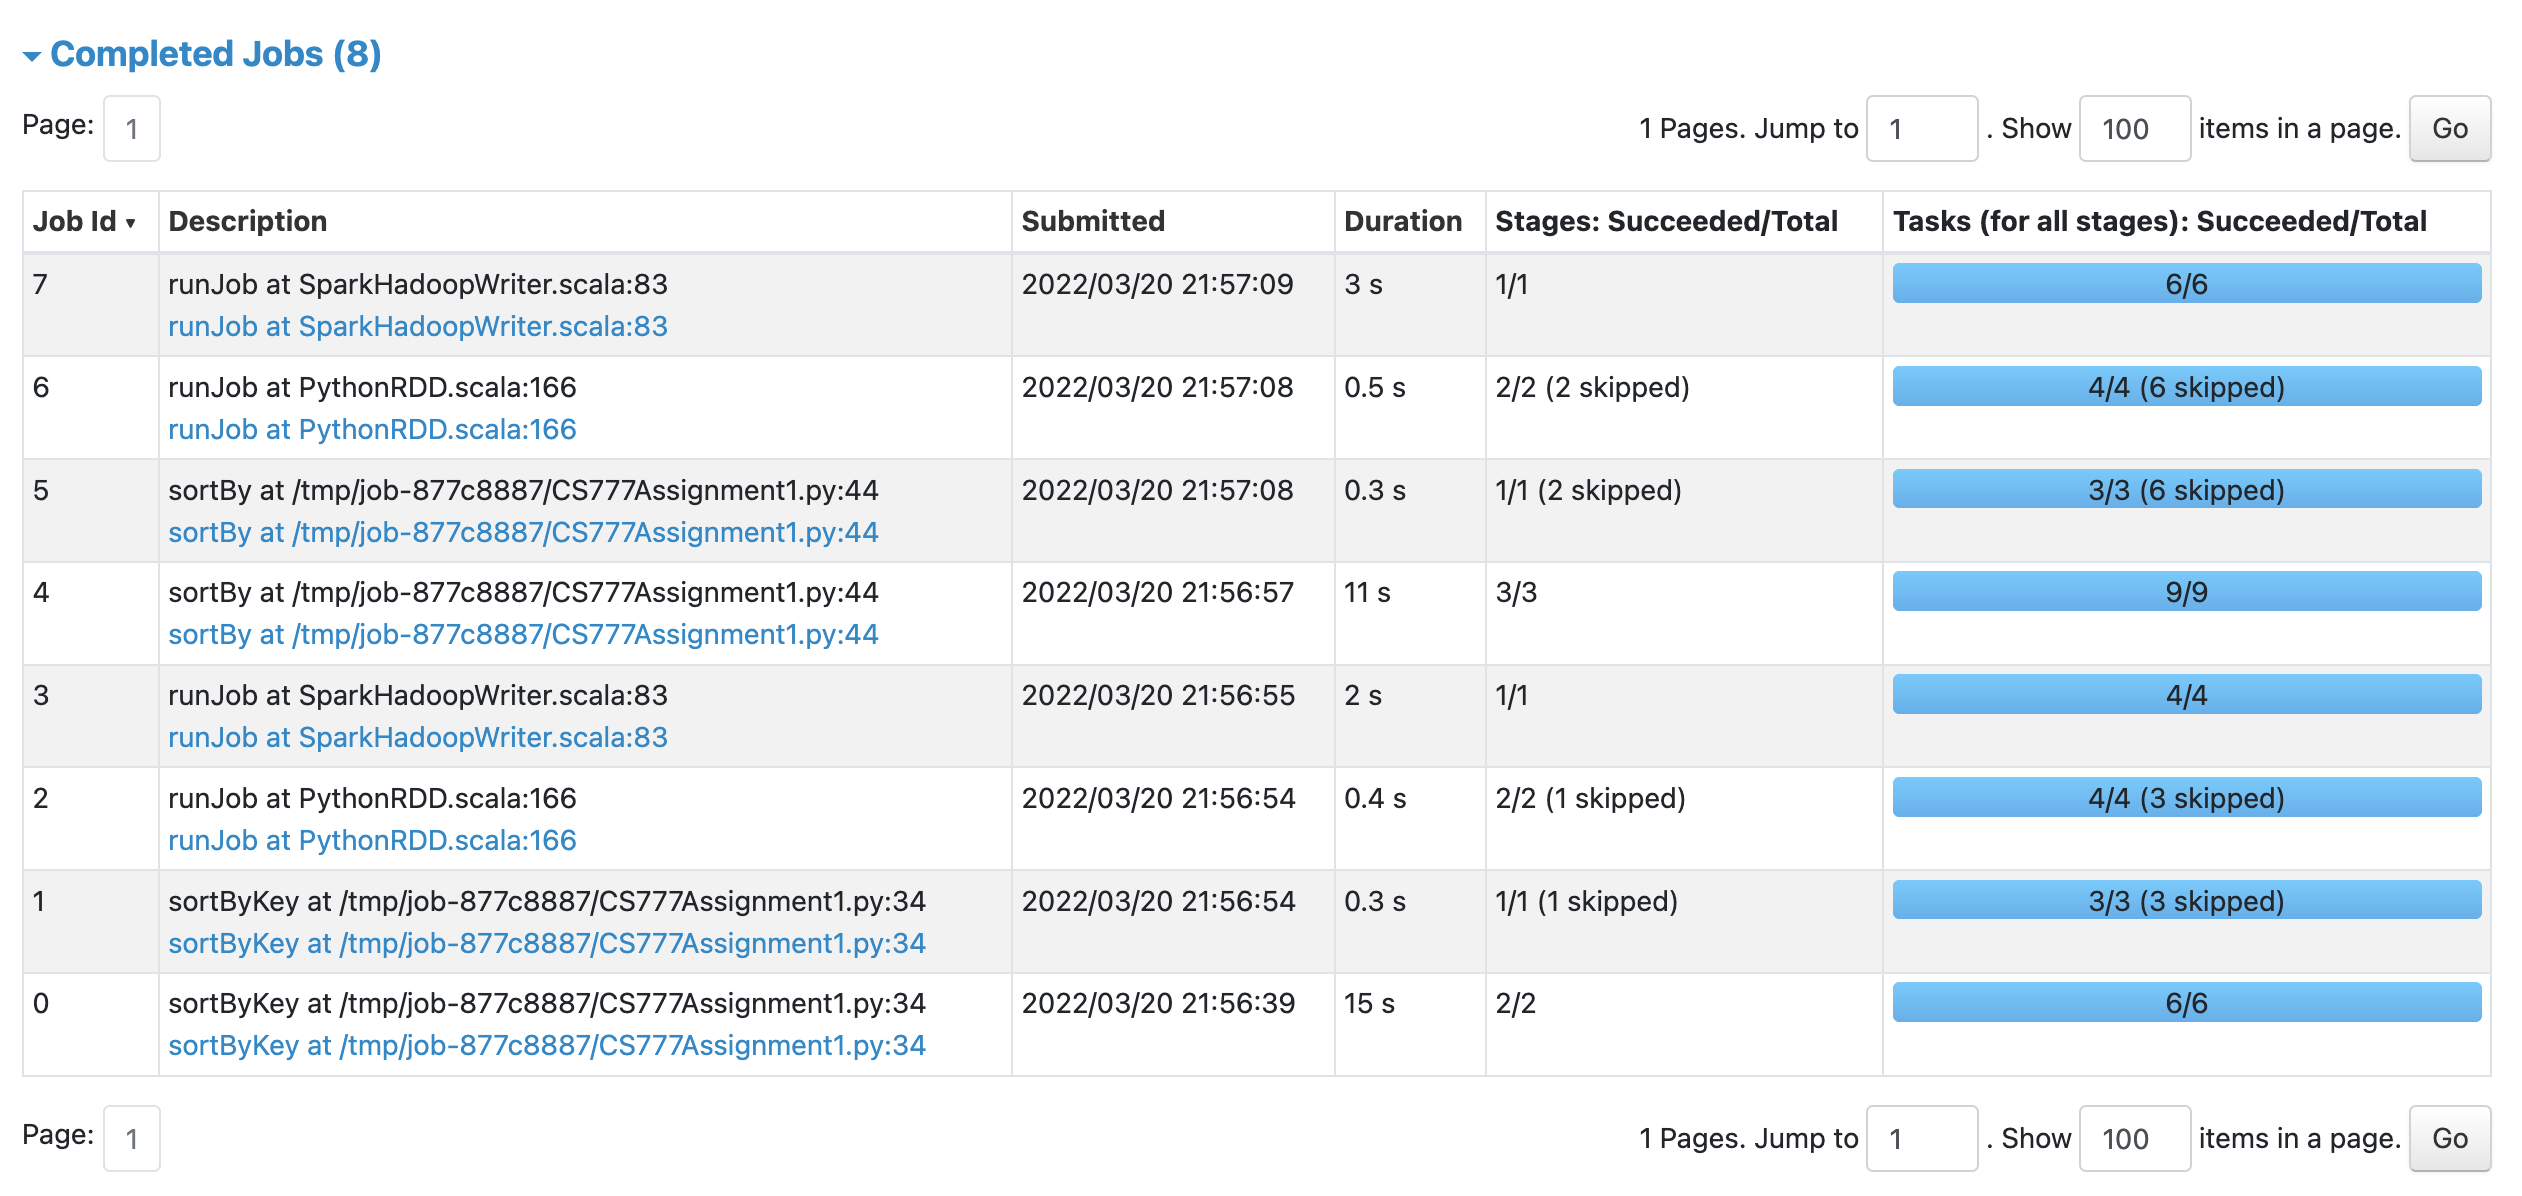 Completed Jobs (8)
Page: 1
1 Pages. Jump to 1 . Show 100 items in a page. Go
Job Id ▾ Description Submitted Duration Stages: Succeeded/Total Tasks (for all stages): Succeeded/Total
7 runJob at SparkHadoopWriter.scala:83 2022/03/20 21:57:09 3 s 1/1 6/6
runJob at SparkHadoopWriter.scala:83
6 runJob at PythonRDD.scala:166 2022/03/20 21:57:08 0.5 s 2/2 (2 skipped) 4/4 (6 skipped)
runJob at PythonRDD.scala:166
5 sortBy at /tmp/job-877c8887/CS777Assignment1.py:44 2022/03/20 21:57:08 0.3 s 1/1 (2 skipped) 3/3 (6 skipped)
sortBy at /tmp/job-877c8887/CS777Assignment1.py:44
4 sortBy at /tmp/job-877c8887/CS777Assignment1.py:44 2022/03/20 21:56:57 11 s 3/3 9/9
sortBy at /tmp/job-877c8887/CS777Assignment1.py:44
3 runJob at SparkHadoopWriter.scala:83 2022/03/20 21:56:55 2 s 1/1 4/4
runJob at SparkHadoopWriter.scala:83
2 runJob at PythonRDD.scala:166 2022/03/20 21:56:54 0.4 s 2/2 (1 skipped) 4/4 (3 skipped)
runJob at PythonRDD.scala:166
1 sortByKey at /tmp/job-877c8887/CS777Assignment1.py:34 2022/03/20 21:56:54 0.3 s 1/1 (1 skipped) 3/3 (3 skipped)
sortByKey at /tmp/job-877c8887/CS777Assignment1.py:34
0 sortByKey at /tmp/job-877c8887/CS777Assignment1.py:34 2022/03/20 21:56:39 15 s 2/2 6/6
sortByKey at /tmp/job-877c8887/CS777Assignment1.py:34
Page: 1
1 Pages. Jump to 1 . Show 100 items in a page. Go